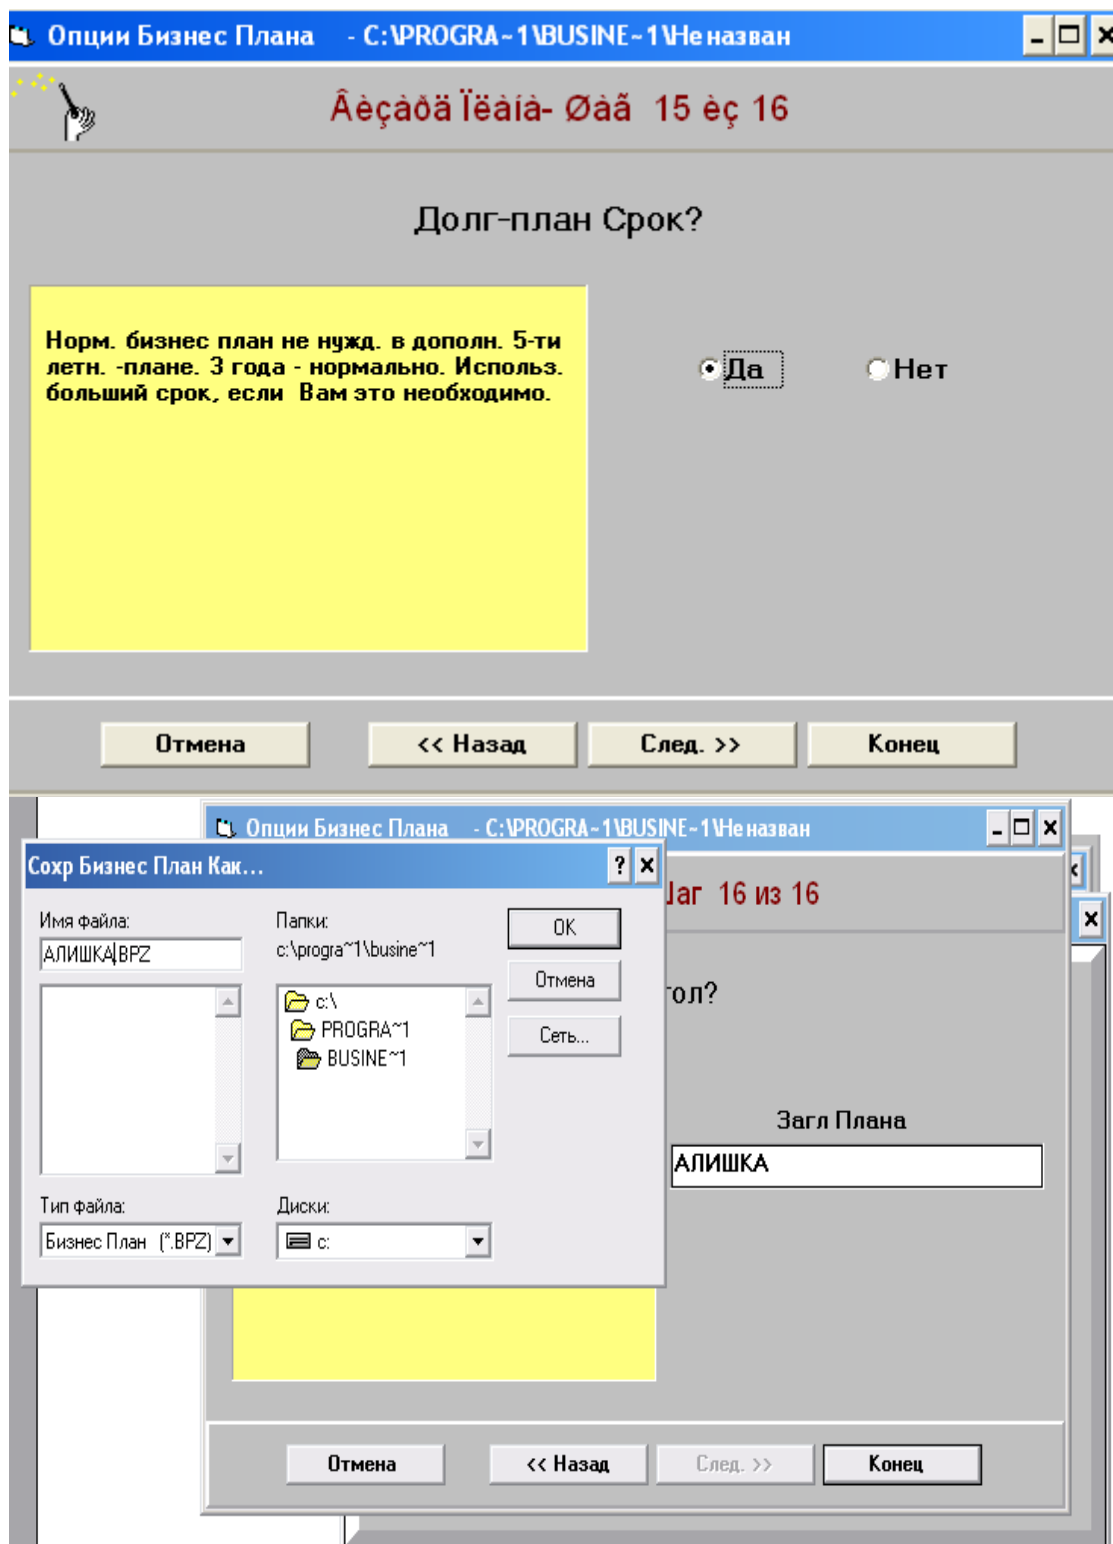 Опции Бизнес Плана - C:\PROGRA~1\BUSINE~1\Не назван
Âèçàðä Ïëàíà- Øàã 15 èç 16
Долг-план Срок?
Норм. бизнес план не нужд. в дополн. 5-ти
летн. -плане. 3 года - нормально. Использ.
больший срок, если Вам это необходимо.
Да
Нет
Отмена
<< Назад
След. >>
Конец
Опции Бизнес Плана - C:\PROGRA~1\BUSINE~1\Не назван
Сохр Бизнес План Как...
16 из 16
Имя файла:
АЛИШКА.BPZ
Папки:
c:\progra~1\busine~1
OK
Отмена
Сеть...
c:\
PROGRA~1
BUSINE~1
Загл Плана
АЛИШКА
Тип файла:
Бизнес План (*.BPZ)
Диски:
c:
Отмена
<< Назад
След. >>
Конец